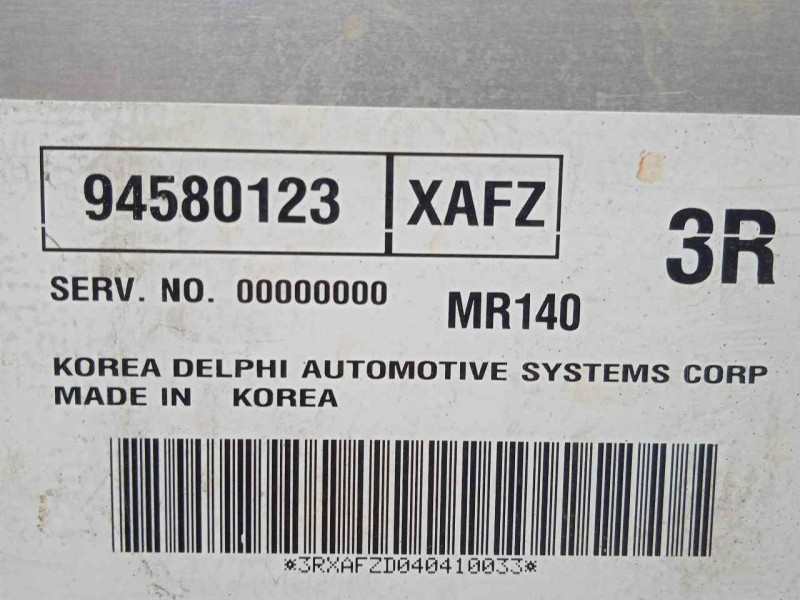 94580123 XAFZ
3R
SERV. NO. 00000000 MR140
KOREA DELPHI AUTOMOTIVE SYSTEMS CORP
MADE IN KOREA
*3RXAFZD040410033*